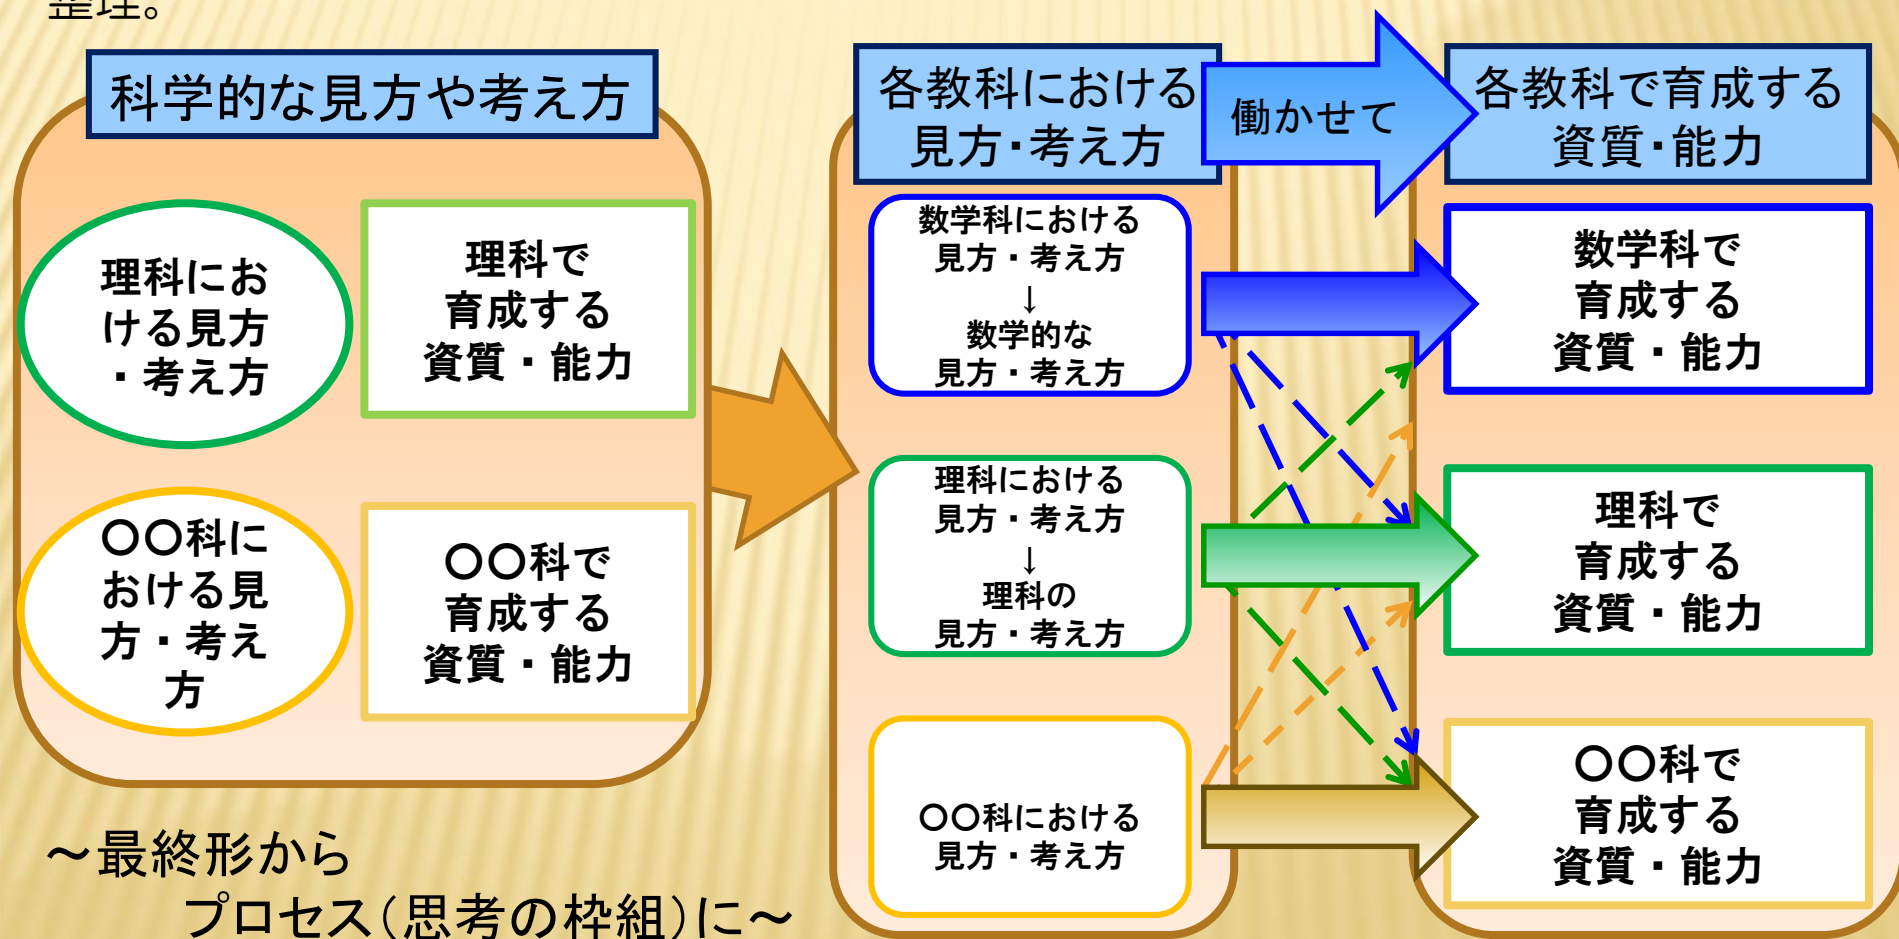 整理。
科学的な見方や考え方
理科にお
ける見方
・考え方
理科で
育成する
資質・能力
〇〇科に
おける見
方・考え
方
〇〇科で
育成する
資質・能力
～最終形から
プロセス（思考の枠組）に～
各教科における
見方・考え方
数学科における
見方・考え方
↓
数学的な
見方・考え方
理科における
見方・考え方
↓
理科の
見方・考え方
〇〇科における
見方・考え方
働かせて
各教科で育成する
資質・能力
数学科で
育成する
資質・能力
理科で
育成する
資質・能力
〇〇科で
育成する
資質・能力